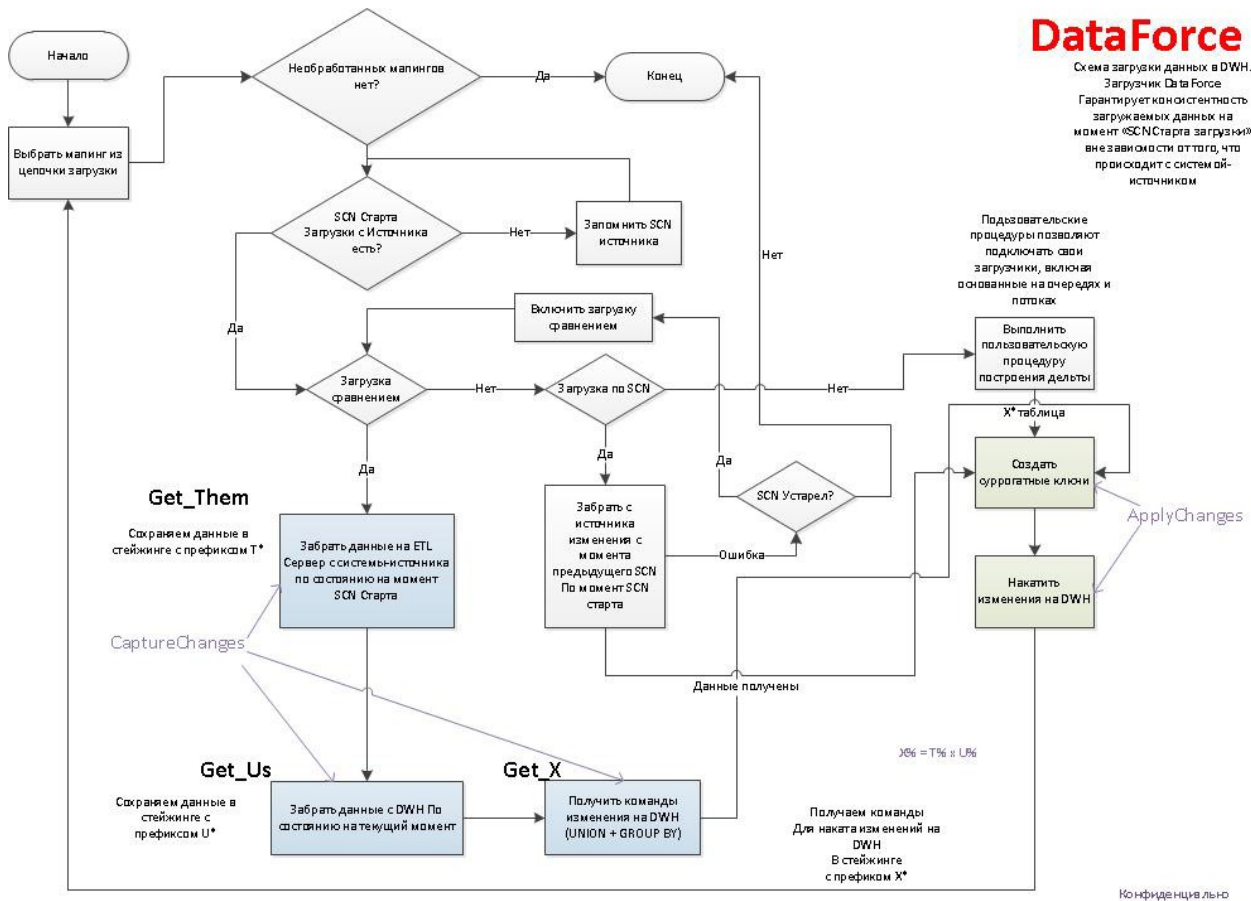 DataForce
Схема загрузки данных в DWH.
Загрузчик DataForce
Гарантирует консистентность
загружаемых данных на
момент «SCN Старта загрузки»
вне зависмости от того, что
происходит с системой-
источником
Начало
Необработанных мапингов
нет?
Да
Конец
Выбрать мапинг из
цепочки загрузки
SCN Старта
Загрузки с Источника
есть?
Нет
Запомнить SCN
источника
Нет
Подьзовательские
процедуры позволяют
подключать свои
загрузчики, включая
основанные на очередях и
потоках
Включить загрузку
сравнением
Да
Выполнить
пользовательскую
процедуру
построения дельты
Загрузка
сравнением
Нет
Загрузка по SCN
Нет
X* таблица
Да
Да
Да
SCN Устарел?
Создать
суррогатные ключи
Get_Them
Сохраняем данные в
стейжинге с префиксом T*
Забрать данные на ETL
Сервер с системы-источника
по состоянию на момент
SCN Старта
Забрать с
источника
изменения с
момента
предыдущего SCN
По момент SCN
старта
Ошибка
ApplyChanges
Накатить
изменения на DWH
CaptureChanges
Данные получены
X% = T% x U%
Get_Us
Get_X
Сохраняем данные в
стейжинге с
префиксом U*
Забрать данные с DWH По
состоянию на текущий момент
Получить команды
изменения на DWH
(UNION + GROUP BY)
Получаем команды
Для наката изменений на
DWH
В стейжинге
с префиком X*
Конфиденциально